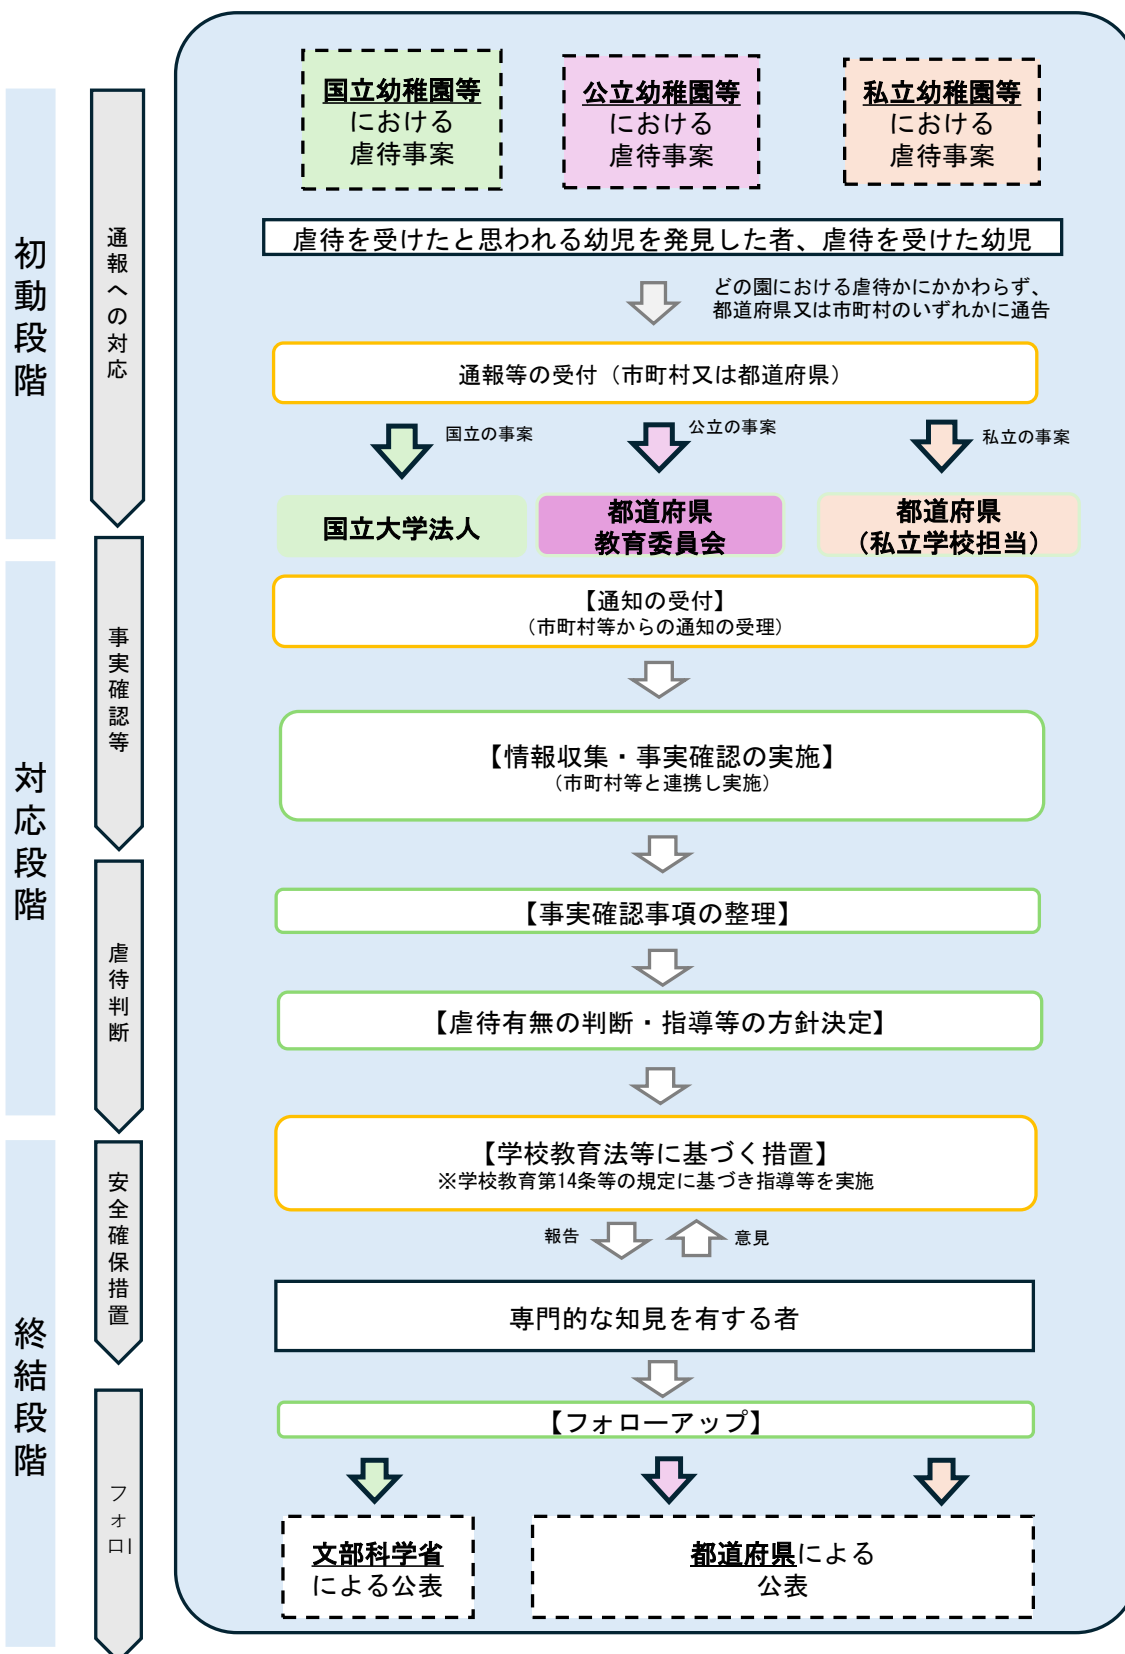 国立幼稚園等
における
虐待事案
公立幼稚園等
における
虐待事案
私立幼稚園等
における
虐待事案
初動段階
通報への対応
虐待を受けたと思われる幼児を発見した者、虐待を受けた幼児
どの園における虐待かにかかわらず、
都道府県又は市町村のいずれかに通告
通報等の受付（市町村又は都道府県）
国立の事案
公立の事案
私立の事案
国立大学法人
都道府県
教育委員会
都道府県
（私立学校担当）
対応段階
事実確認等
【通知の受付】
（市町村等からの通知の受理）
【情報収集・事実確認の実施】
（市町村等と連携し実施）
虐待判断
【事実確認事項の整理】
【虐待有無の判断・指導等の方針決定】
終結段階
安全確保措置
【学校教育法等に基づく措置】
※学校教育第14条等の規定に基づき指導等を実施
報告
意見
専門的な知見を有する者
フォロー
【フォローアップ】
文部科学省
による公表
都道府県による
公表